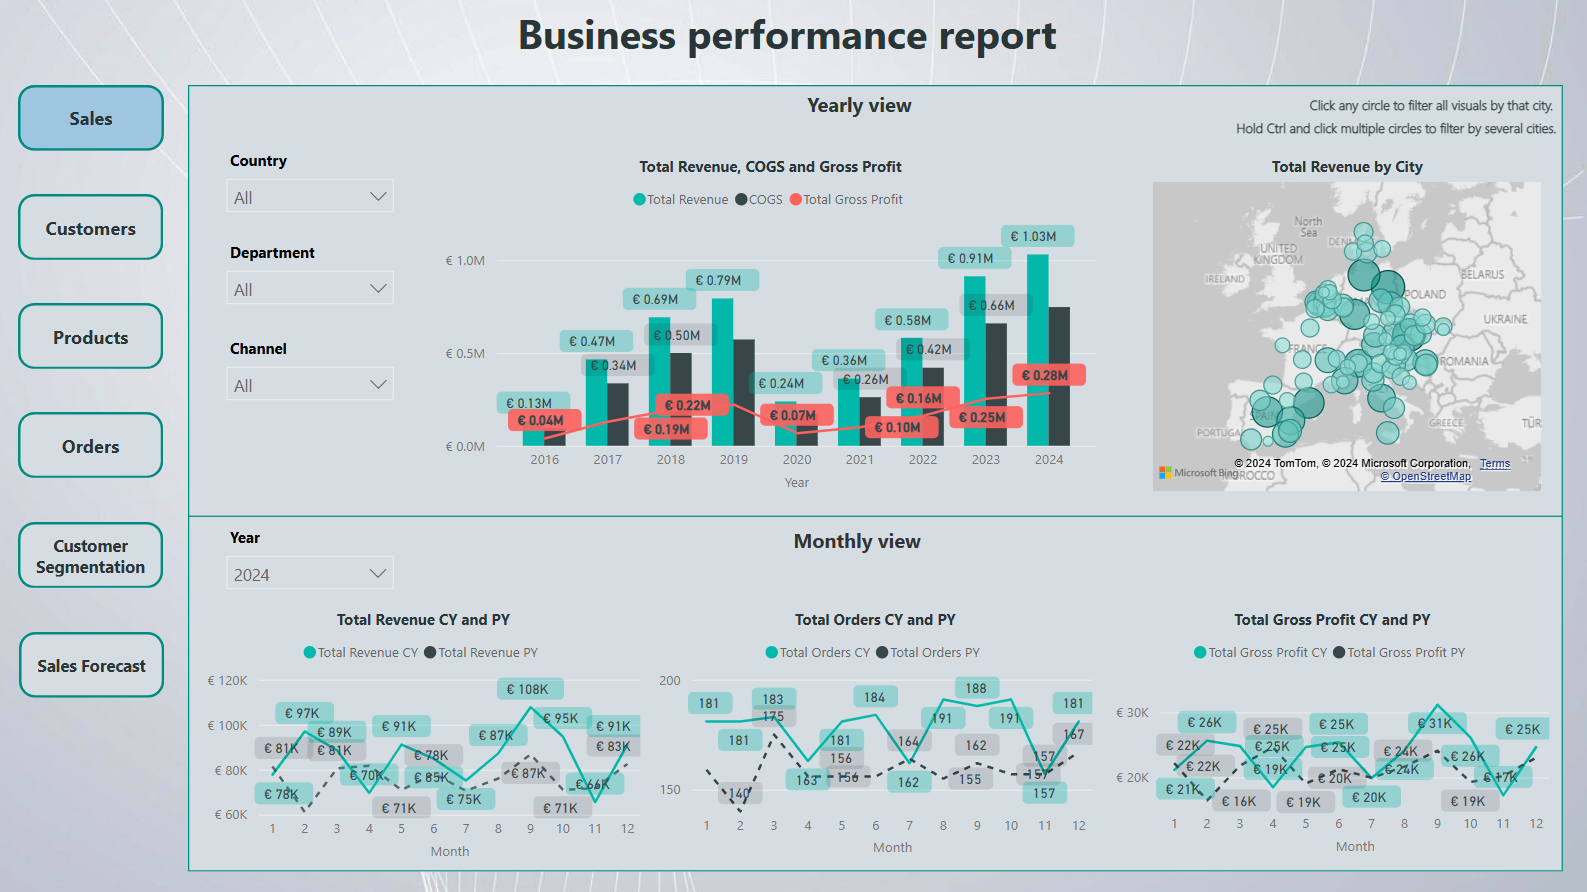 Business performance report
Sales
Customers
Products
Orders
Customer
Segmentation
Sales Forecast
Yearly view
Click any circle to filter all visuals by that city.
Hold Ctrl and click multiple circles to filter by several cities.
Country
All
Department
All
Channel
All
Total Revenue, COGS and Gross Profit
Total Revenue COGS Total Gross Profit
€ 1.0M
€ 0.5M
€ 0.0M
€ 0.13M
€ 0.47M
€ 0.69M
€ 0.79M
€ 0.24M
€ 0.36M
€ 0.58M
€ 0.91M
€ 1.03M
€ 0.34M
€ 0.50M
€ 0.26M
€ 0.42M
€ 0.66M
€ 0.04M
€ 0.19M
€ 0.22M
€ 0.07M
€ 0.10M
€ 0.16M
€ 0.25M
€ 0.28M
2016 2017 2018 2019 2020 2021 2022 2023 2024
Year
Total Revenue by City
North
Sea
UNITED
KINGDOM
IRELAND
BELARUS
POLAND
UKRAINE
FRANCE
ROMANIA
SPAIN
PORTUGAL
GREECE
TÜR
Microsoft Bing
© 2024 TomTom, © 2024 Microsoft Corporation, Terms
© OpenStreetMap
Monthly view
Year
2024
Total Revenue CY and PY
Total Revenue CY Total Revenue PY
€ 120K
€ 100K
€ 80K
€ 60K
€ 78K
€ 97K
€ 89K
€ 70K
€ 91K
€ 85K
€ 75K
€ 87K
€ 108K
€ 95K
€ 66K
€ 91K
€ 81K
€ 81K
€ 71K
€ 78K
€ 87K
€ 71K
€ 83K
1 2 3 4 5 6 7 8 9 10 11 12
Month
Total Orders CY and PY
Total Orders CY Total Orders PY
200
150
181
181
183
163
181
184
162
191
188
191
157
181
140
175
156
156
164
155
162
157
157
167
1 2 3 4 5 6 7 8 9 10 11 12
Month
Total Gross Profit CY and PY
Total Gross Profit CY Total Gross Profit PY
€ 30K
€ 20K
€ 21K
€ 26K
€ 25K
€ 19K
€ 25K
€ 25K
€ 20K
€ 24K
€ 31K
€ 26K
€ 17K
€ 25K
€ 22K
€ 22K
€ 16K
€ 25K
€ 19K
€ 20K
€ 24K
€ 19K
1 2 3 4 5 6 7 8 9 10 11 12
Month